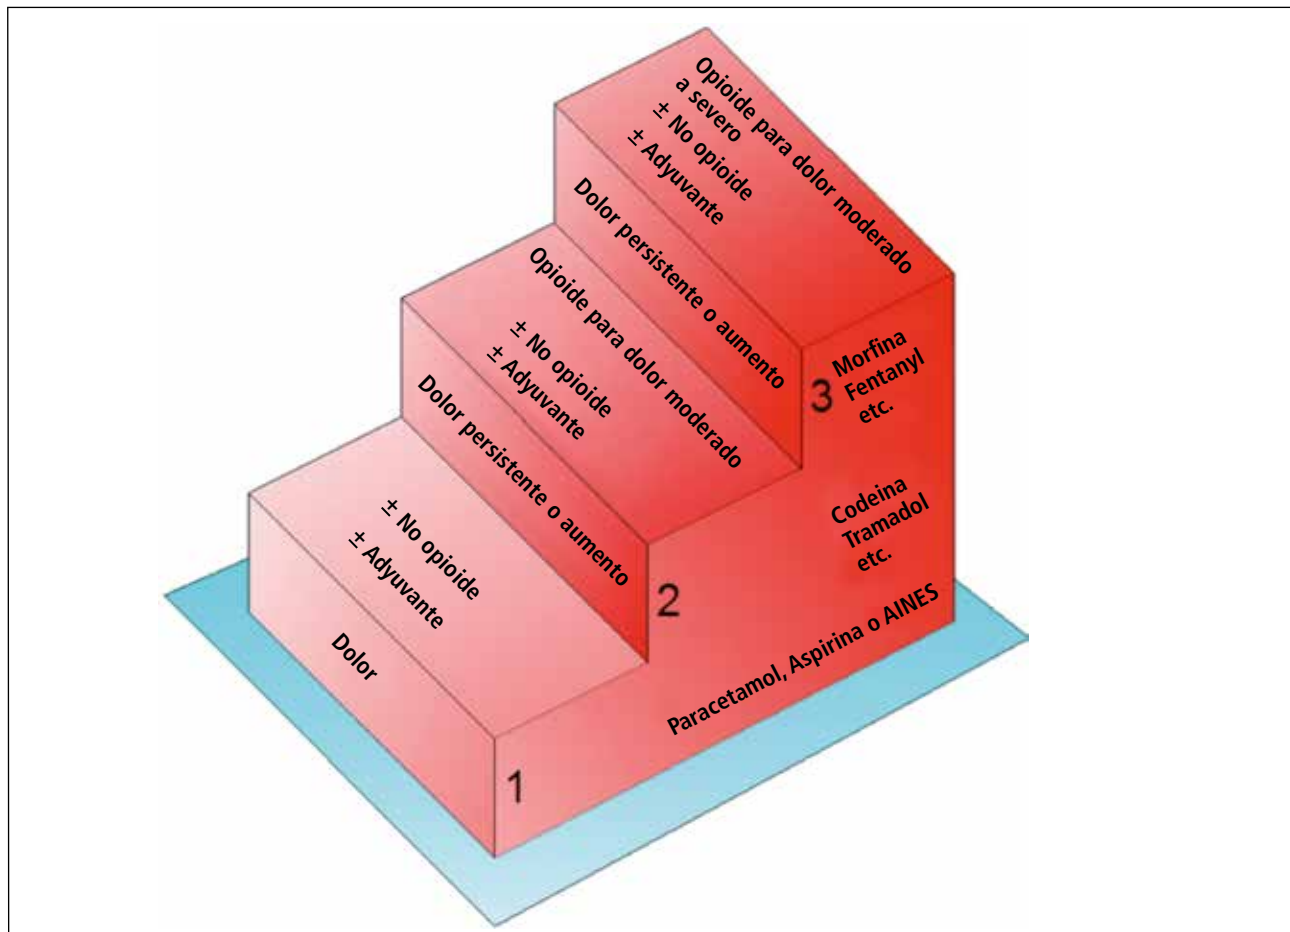 Opioide para dolor moderado
a severo
± No opioide
± Adyuvante
Dolor persistente o aumento
3
Morfina
Fentanyl
etc.
Opioide para dolor moderado
± No opioide
± Adyuvante
Dolor persistente o aumento
2
Codeina
Tramadol
etc.
± No opioide
± Adyuvante
Dolor
1
Paracetamol, Aspirina o AINES